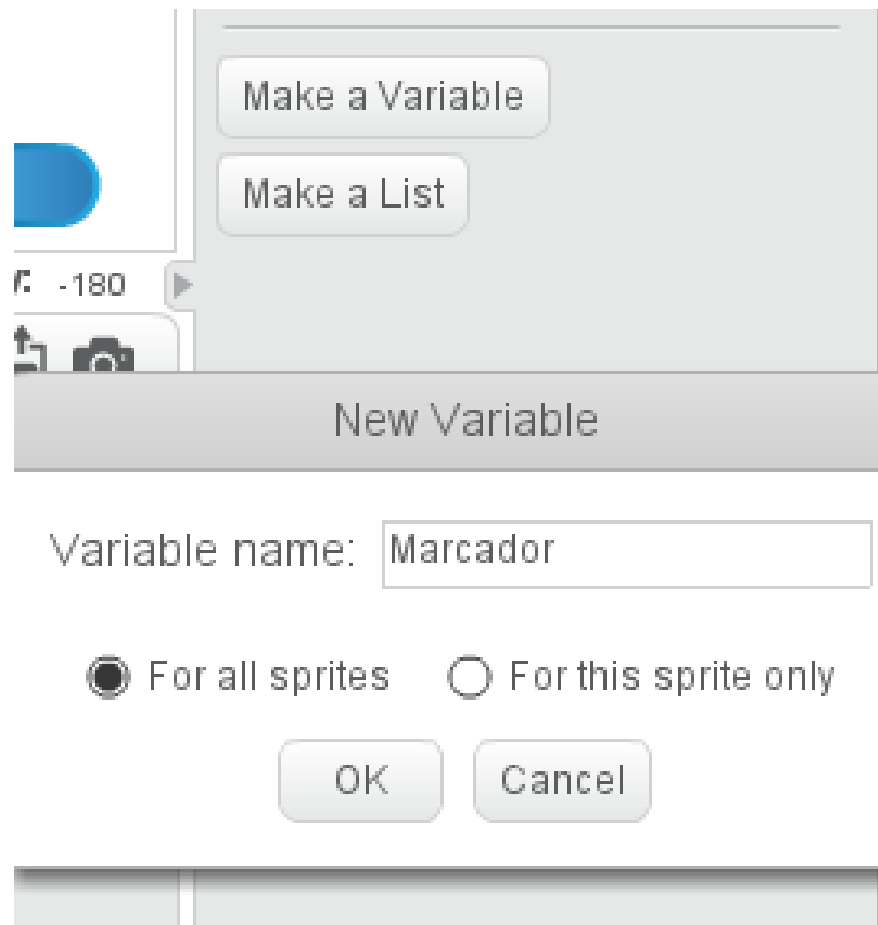 Make a Variable
Make a List
y: -180
New Variable
Variable name: Marcador
For all sprites For this sprite only
OK Cancel